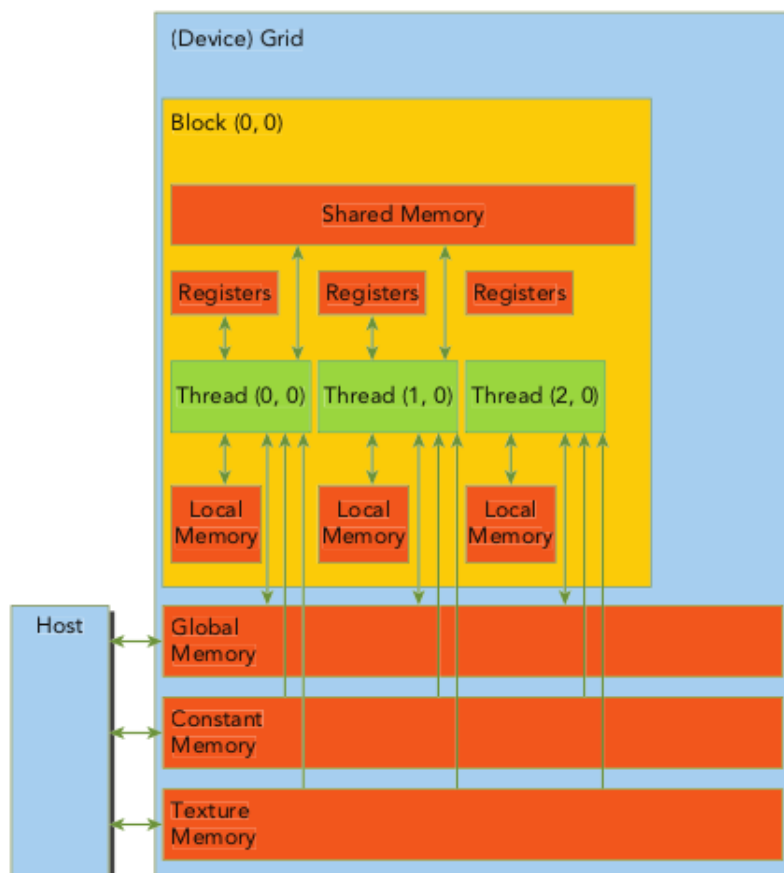 (Device) Grid
Block (0, 0)
Shared Memory
Registers
Registers
Registers
Thread (0, 0)
Thread (1, 0)
Thread (2, 0)
Local
Memory
Local
Memory
Local
Memory
Host
Global
Memory
Constant
Memory
Texture
Memory